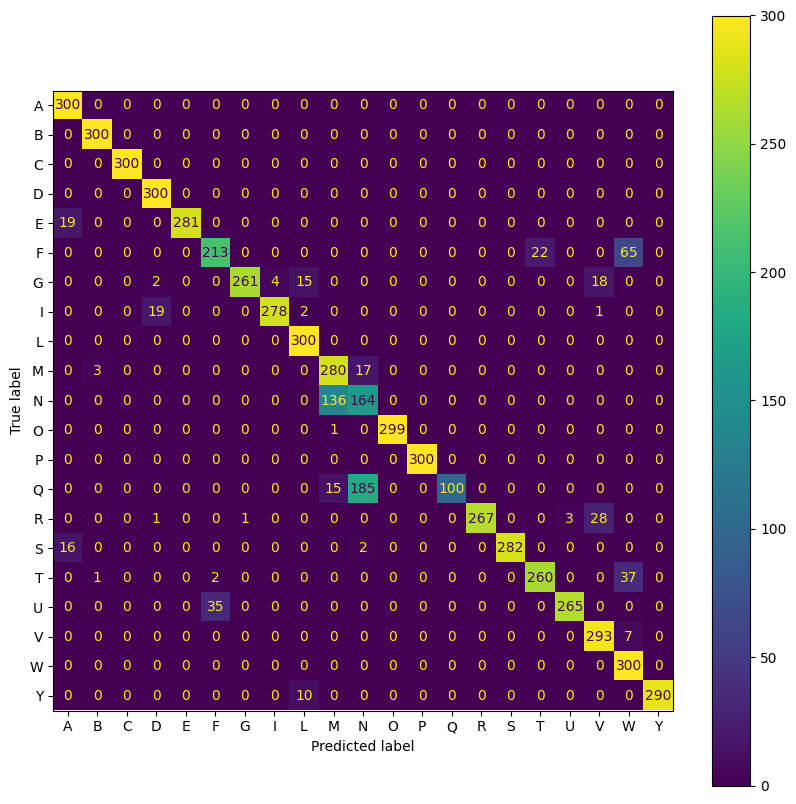 A 300 0 0 0 0 0 0 0 0 0 0 0 0 0 0 0 0 0 0 0 0
B 0 300 0 0 0 0 0 0 0 0 0 0 0 0 0 0 0 0 0 0 0
C 0 0 300 0 0 0 0 0 0 0 0 0 0 0 0 0 0 0 0 0 0
D 0 0 0 300 0 0 0 0 0 0 0 0 0 0 0 0 0 0 0 0 0
E 19 0 0 0 281 0 0 0 0 0 0 0 0 0 0 0 0 0 0 0 0
F 0 0 0 0 0 213 0 0 0 0 0 0 0 0 0 0 22 0 0 65 0
G 0 0 0 2 0 0 261 4 15 0 0 0 0 0 0 0 0 0 18 0 0
I 0 0 0 19 0 0 0 278 2 0 0 0 0 0 0 0 0 0 1 0 0
L 0 0 0 0 0 0 0 0 300 0 0 0 0 0 0 0 0 0 0 0 0
M 0 3 0 0 0 0 0 0 0 280 17 0 0 0 0 0 0 0 0 0 0
N 0 0 0 0 0 0 0 0 0 136 164 0 0 0 0 0 0 0 0 0 0
O 0 0 0 0 0 0 0 0 0 1 0 299 0 0 0 0 0 0 0 0 0
P 0 0 0 0 0 0 0 0 0 0 0 0 300 0 0 0 0 0 0 0 0
Q 0 0 0 0 0 0 0 0 0 15 185 0 0 100 0 0 0 0 0 0 0
R 0 0 0 1 0 0 1 0 0 0 0 0 0 0 267 0 0 3 28 0 0
S 16 0 0 0 0 0 0 0 0 0 2 0 0 0 0 282 0 0 0 0 0
T 0 1 0 0 0 2 0 0 0 0 0 0 0 0 0 0 260 0 0 37 0
U 0 0 0 0 0 35 0 0 0 0 0 0 0 0 0 0 0 265 0 0 0
V 0 0 0 0 0 0 0 0 0 0 0 0 0 0 0 0 0 0 293 7 0
W 0 0 0 0 0 0 0 0 0 0 0 0 0 0 0 0 0 0 0 300 0
Y 0 0 0 0 0 0 0 0 10 0 0 0 0 0 0 0 0 0 0 0 290
A B C D E F G I L M N O P Q R S T U V W Y
Predicted label
True label
300
250
200
150
100
50
0